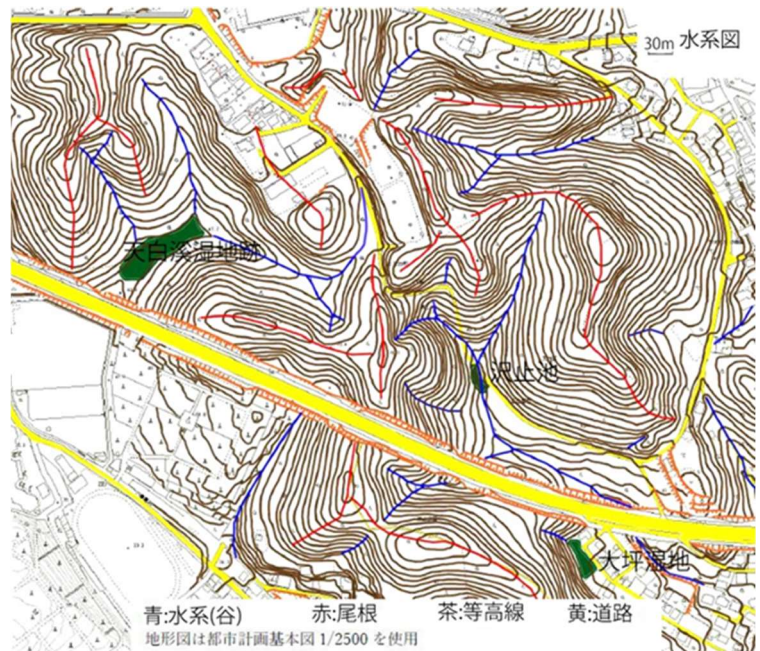 30m 水系図
天白渓湿地跡
沢止池
大坪湿地
青:水系(谷) 赤:尾根 茶:等高線 黄:道路
地形図は都市計画基本図 1/2500 を使用